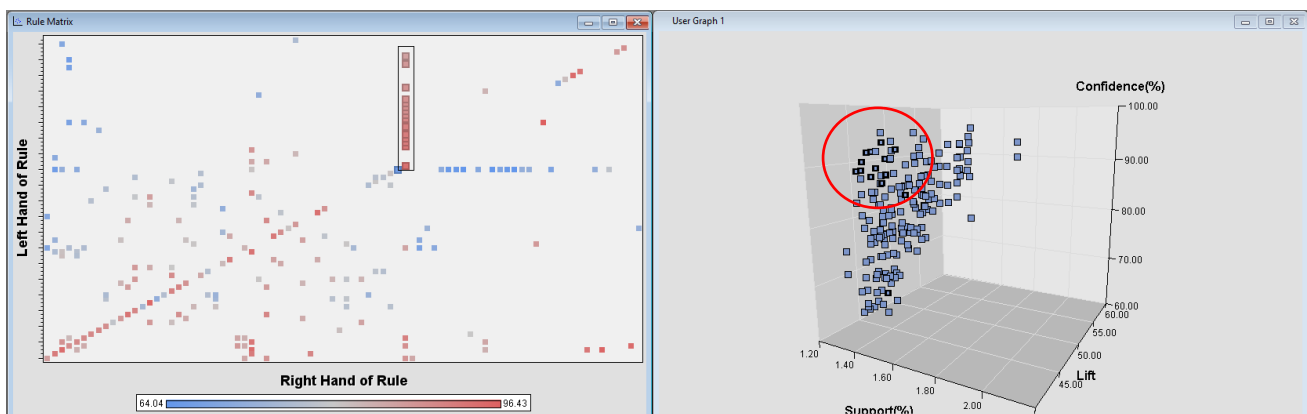 Rule Matrix
Left Hand of Rule
Right Hand of Rule
64.04 96.43
User Graph 1
Confidence(%)
100.00
90.00
80.00
70.00
60.00
60.00
55.00
50.00
45.00
Lift
1.20
1.40
1.60
1.80
2.00
Support(%)